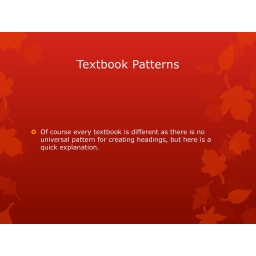 Textbook Patterns
Of course every textbook is different as there is no
universal pattern for creating headings, but here is a
quick explanation.